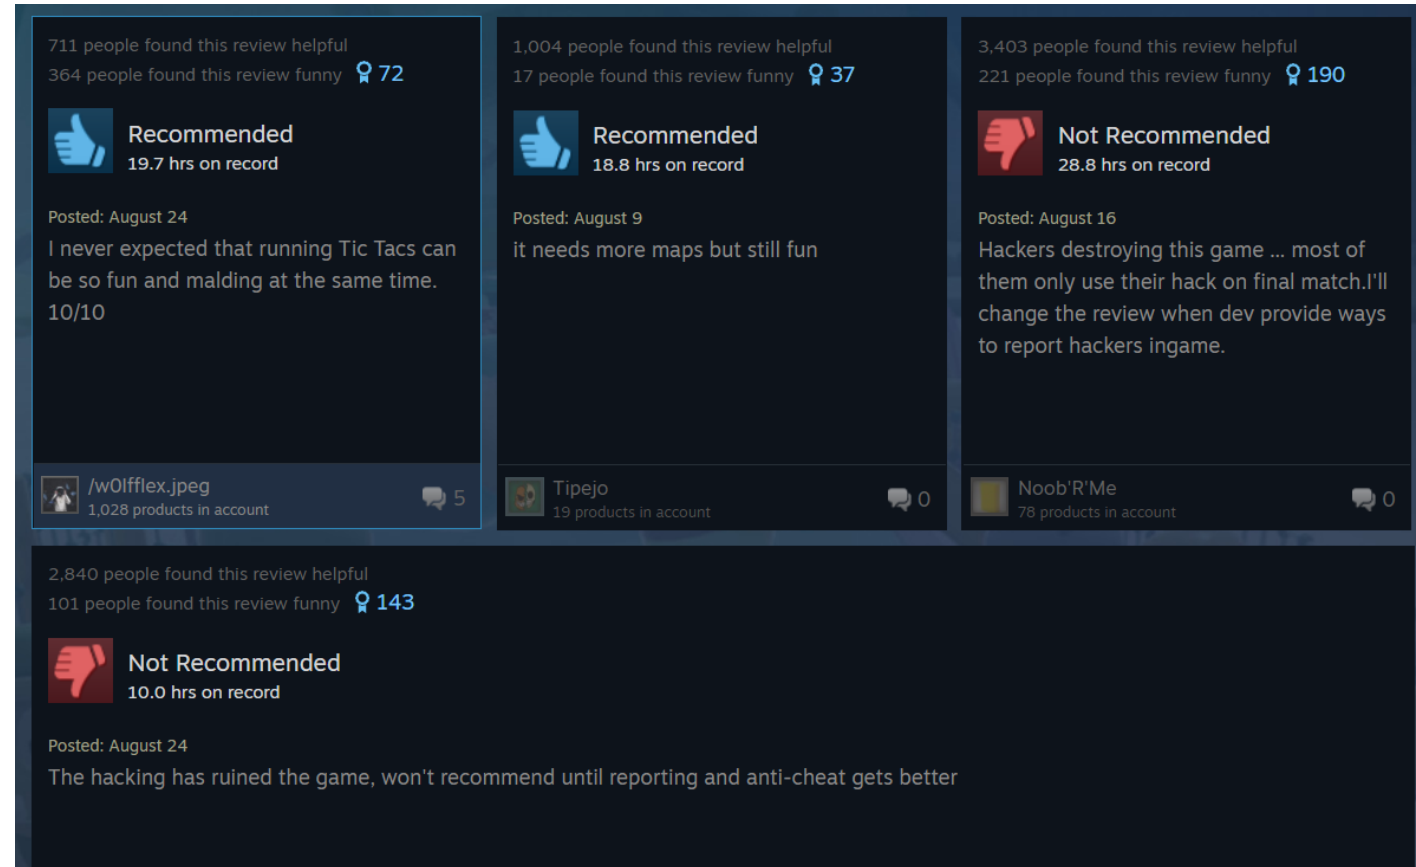 711 people found this review helpful
364 people found this review funny 72
Recommended
19.7 hrs on record
Posted: August 24
I never expected that running Tic Tacs can
be so fun and malding at the same time.
10/10
/w0lfflex.jpeg
1,028 products in account
5
1,004 people found this review helpful
17 people found this review funny 37
Recommended
18.8 hrs on record
Posted: August 9
it needs more maps but still fun
Tipejo
19 products in account
0
3,403 people found this review helpful
221 people found this review funny 190
Not Recommended
28.8 hrs on record
Posted: August 16
Hackers destroying this game ... most of
them only use their hack on final match.I'll
change the review when dev provide ways
to report hackers ingame.
Noob'R'Me
78 products in account
0
2,840 people found this review helpful
101 people found this review funny 143
Not Recommended
10.0 hrs on record
Posted: August 24
The hacking has ruined the game, won't recommend until reporting and anti-cheat gets better